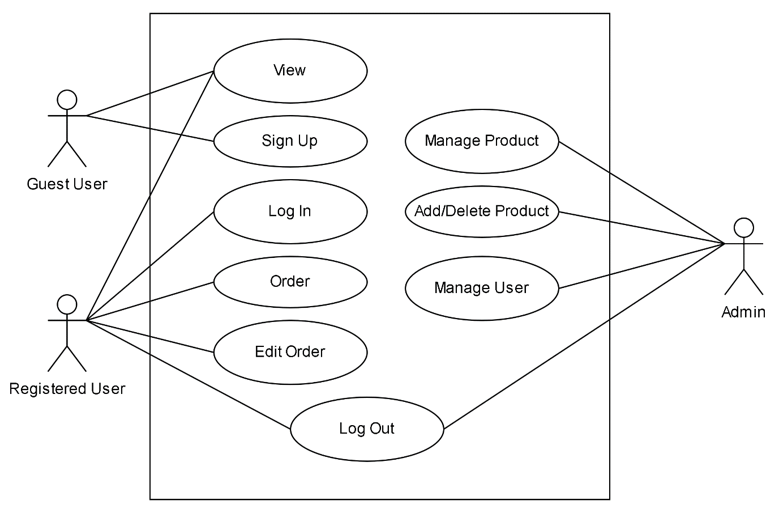 View
Sign Up
Manage Product
Guest User
Log In
Add/Delete Product
Order
Manage User
Admin
Edit Order
Registered User
Log Out